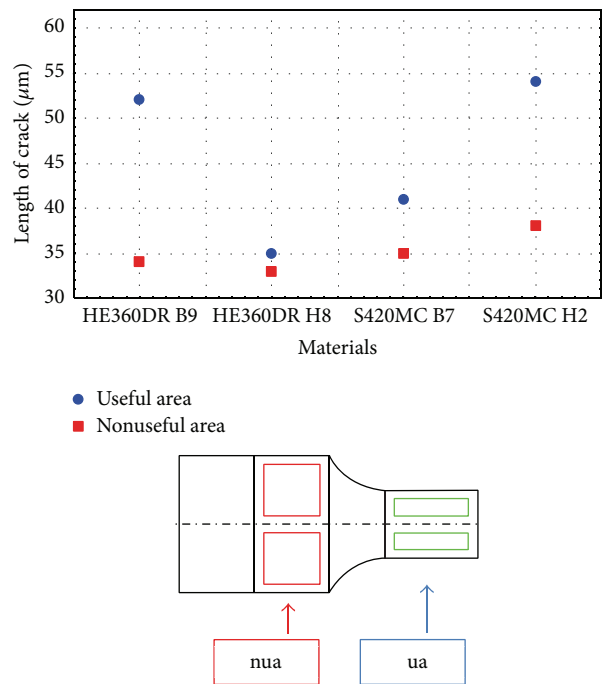 60
55
50
45
40
35
30
Length of crack (μm)
HE360DR B9 HE360DR H8 S420MC B7 S420MC H2
Materials
Useful area
Nonuseful area
nua ua